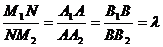 M₁N/NM₂ = A₁A/AA₂ = B₁B/BB₂ = λ